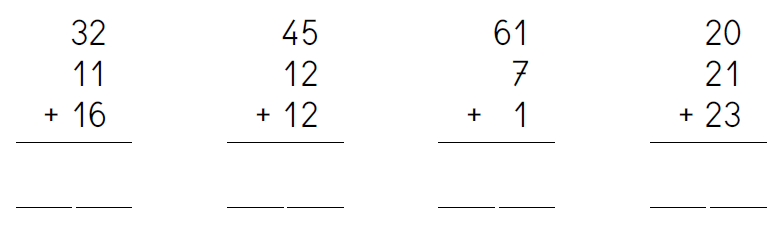 32 45 61 20
11 12 7 21
+ 16 + 12 + 1 + 23